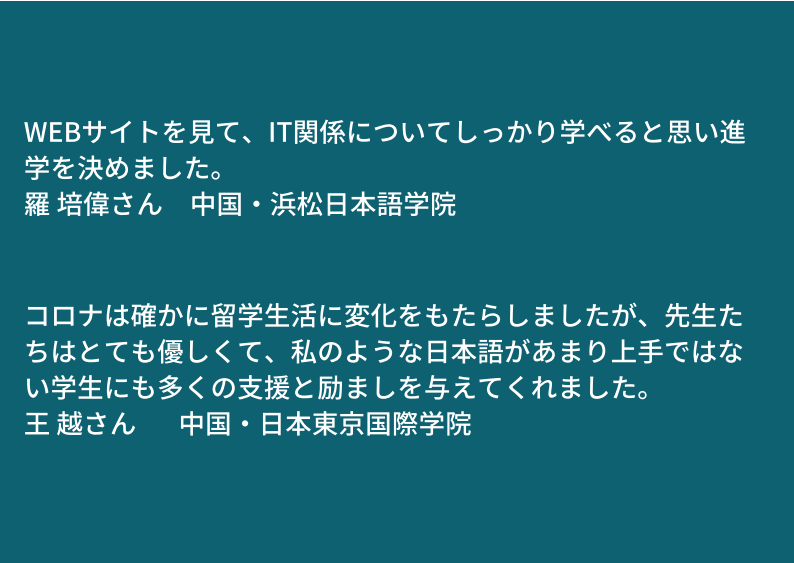 WEBサイトを見て、IT関係についてしっかり学べると思い進
学を決めました。
羅 培偉さん　中国・浜松日本語学院
コロナは確かに留学生活に変化をもたらしましたが、先生た
ちはとても優しくて、私のような日本語があまり上手ではな
い学生にも多くの支援と励ましを与えてくれました。
王 越さん　 中国・日本東京国際学院